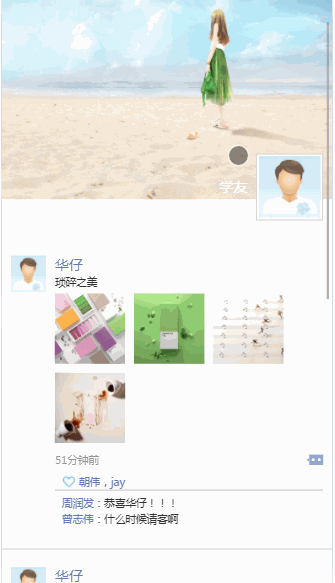 学友
华仔
琐碎之美
51分钟前
朝伟，jay
周润发：恭喜华仔！！！
曾志伟：什么时候请客啊
华仔